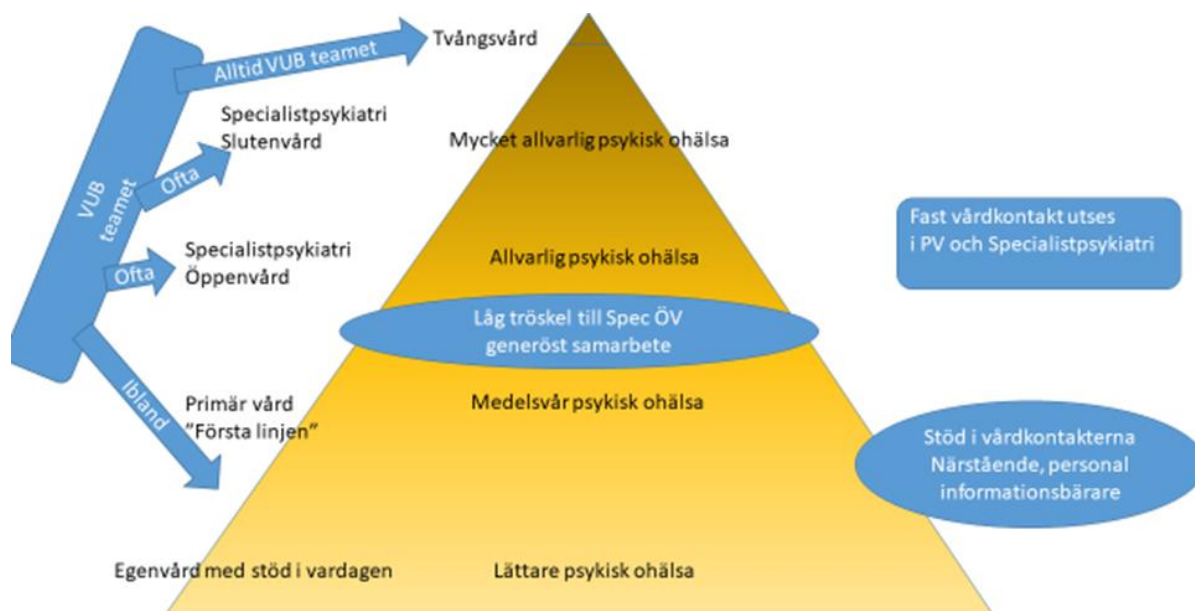 Alltid VUB teamet
Tvångsvård
Specialistpsykiatri
Slutenvård
Mycket allvarlig psykisk ohälsa
VUB
teamet
Ofta
Fast vårdkontakt utses
i PV och Specialistpsykiatri
Specialistpsykiatri
Öppenvård
Ofta
Allvarlig psykisk ohälsa
Låg tröskel till Spec ÖV
generöst samarbete
Ibland
Primär vård
”Första linjen”
Medelsvår psykisk ohälsa
Stöd i vårdkontakterna
Närstående, personal
informationsbärare
Egenvård med stöd i vardagen
Lättare psykisk ohälsa